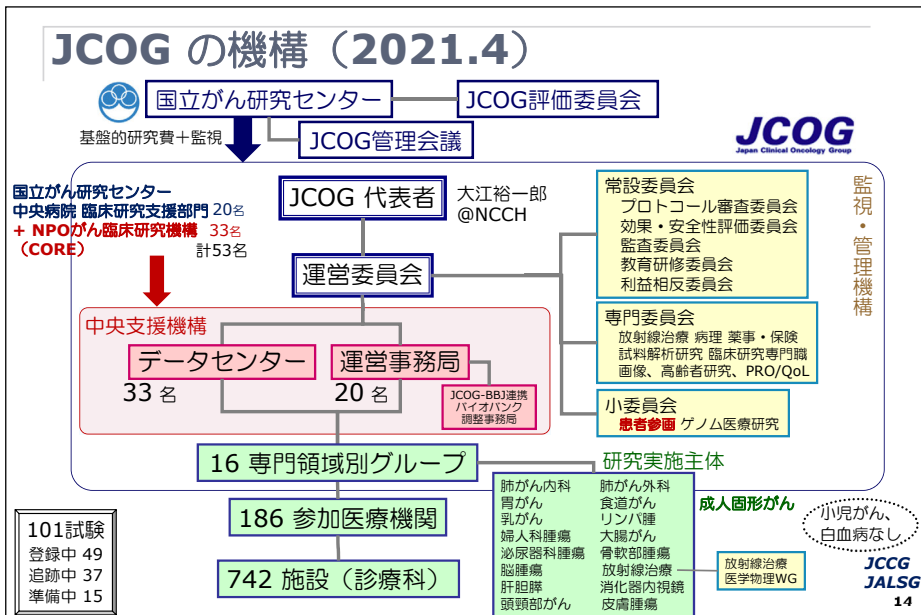 JCOG の機構（2021.4）
国立がん研究センター
JCOG評価委員会
基盤的研究費＋監視
JCOG管理会議
JCOG
Japan Clinical Oncology Group
国立がん研究センター
中央病院 臨床研究支援部門 20名
+ NPOがん臨床研究機構 33名
（CORE） 計53名
JCOG 代表者
大江裕一郎
@NCCH
運営委員会
常設委員会
プロトコール審査委員会
効果・安全性評価委員会
監査委員会
教育研修委員会
利益相反委員会
監視・管理機構
専門委員会
放射線治療 病理 薬事・保険
試料解析研究 臨床研究専門職
画像、高齢者研究、PRO/QoL
小委員会
患者参画 ゲノム医療研究
中央支援機構
データセンター
33 名
運営事務局
20 名
JCOG-BBJ連携
バイオバンク
調整事務局
16 専門領域別グループ
研究実施主体
186 参加医療機関
742 施設（診療科）
肺がん内科 肺がん外科
胃がん 食道がん
乳がん リンパ腫
婦人科腫瘍 大腸がん
泌尿器科腫瘍 骨軟部腫瘍
脳腫瘍 放射線治療
肝胆膵 消化器内視鏡
頭頸部がん 皮膚腫瘍
成人固形がん
放射線治療
医学物理WG
小児がん、
白血病なし
JCCG
JALSG
101試験
登録中 49
追跡中 37
準備中 15
14